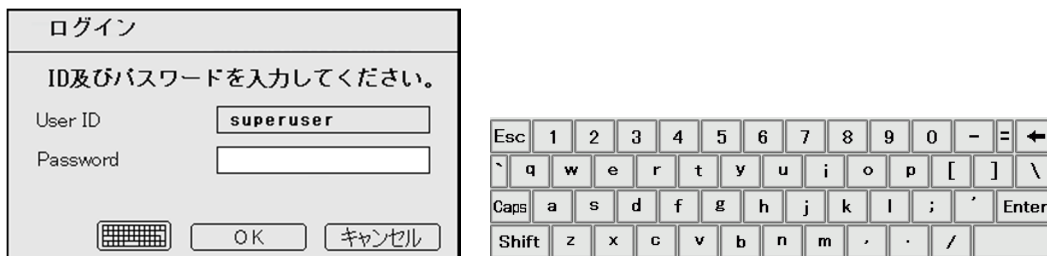 ログイン
ID及びパスワードを入力してください。
User ID superuser
Password
OK キャンセル
Esc 1 2 3 4 5 6 7 8 9 0 - = ←
` q w e r t y u i o p [ ] \
Caps a s d f g h j k l ; ' Enter
Shift z x c v b n m , . /